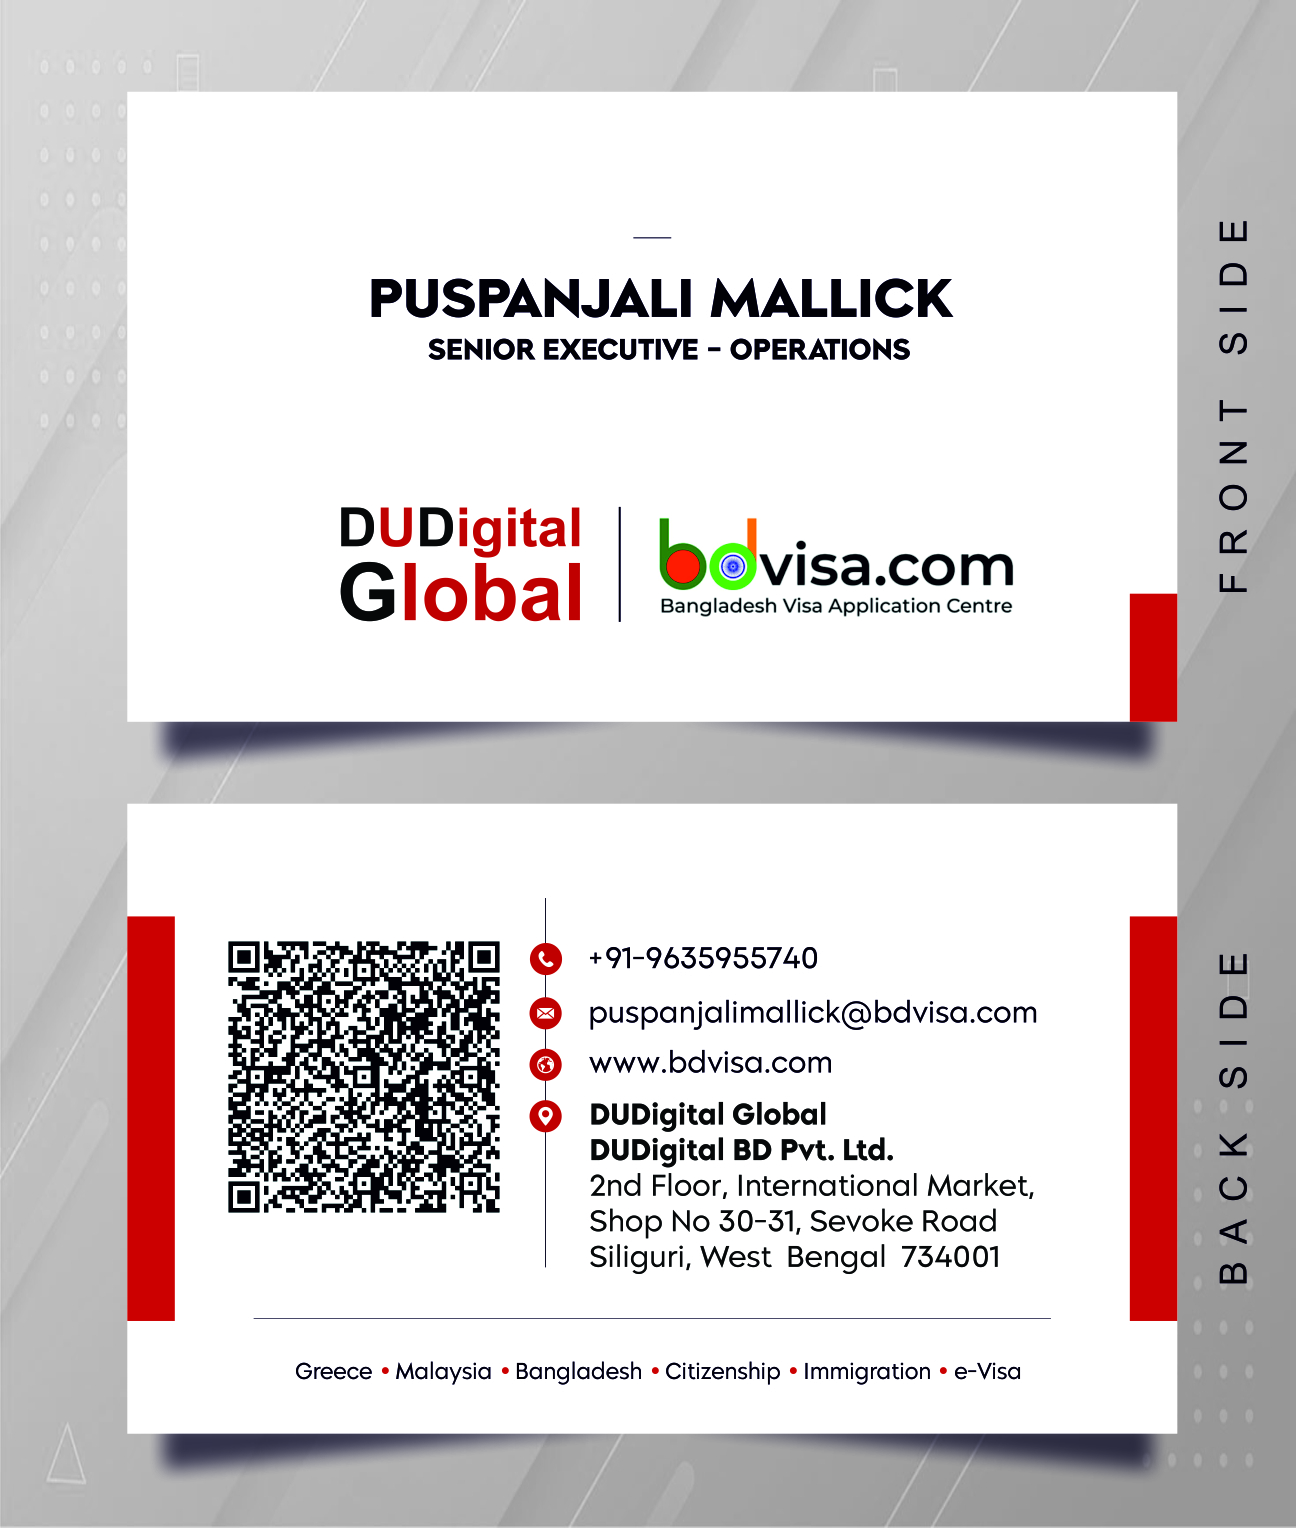 PUSPANJALI MALLICK
SENIOR EXECUTIVE - OPERATIONS
DUDigital
Global
bdvisa.com
Bangladesh Visa Application Centre
FRONT SIDE
+91-9635955740
puspanjalimallick@bdvisa.com
www.bdvisa.com
DUDigital Global
DUDigital BD Pvt. Ltd.
2nd Floor, International Market,
Shop No 30-31, Sevoke Road
Siliguri, West Bengal 734001
Greece • Malaysia • Bangladesh • Citizenship • Immigration • e-Visa
BACK SIDE